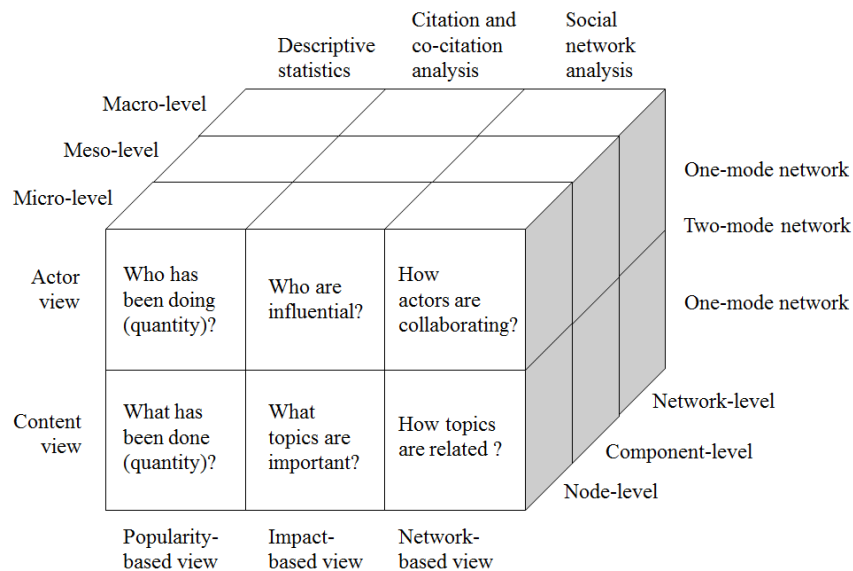 Descriptive
statistics
Citation and
co-citation
analysis
Social
network
analysis
Macro-level
Meso-level
Micro-level
One-mode network
Two-mode network
One-mode network
Actor
view
Who has
been doing
(quantity)?
Who are
influential?
How
actors are
collaborating?
Content
view
What has
been done
(quantity)?
What
topics are
important?
How topics
are related ?
Network-level
Component-level
Node-level
Popularity-
based view
Impact-
based view
Network-
based view